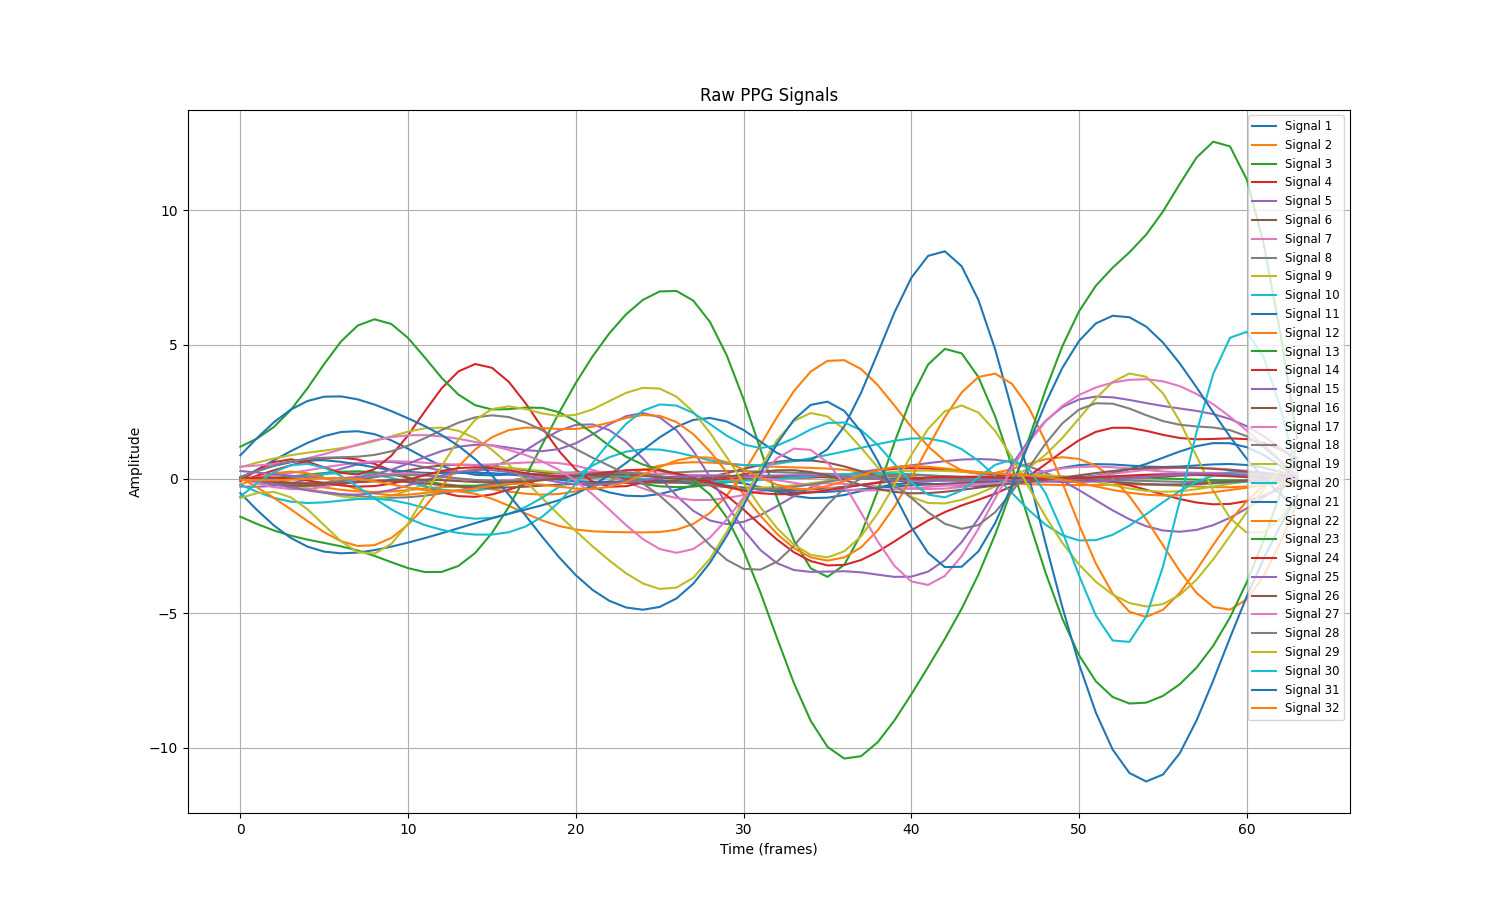 Raw PPG Signals
Amplitude
10
5
0
−5
−10
0 10 20 30 40 50 60
Time (frames)
Signal 1
Signal 2
Signal 3
Signal 4
Signal 5
Signal 6
Signal 7
Signal 8
Signal 9
Signal 10
Signal 11
Signal 12
Signal 13
Signal 14
Signal 15
Signal 16
Signal 17
Signal 18
Signal 19
Signal 20
Signal 21
Signal 22
Signal 23
Signal 24
Signal 25
Signal 26
Signal 27
Signal 28
Signal 29
Signal 30
Signal 31
Signal 32